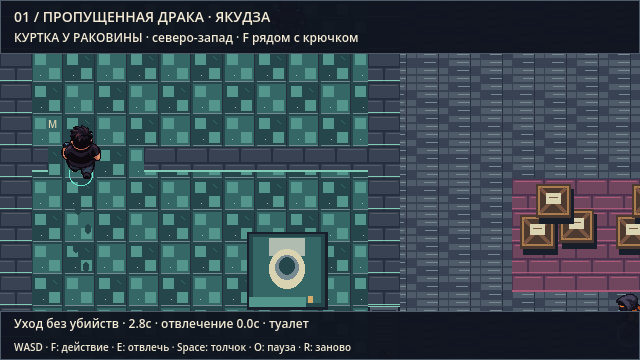 01 / ПРОПУЩЕННАЯ ДРАКА · ЯКУДЗА
КУРТКА У РАКОВИНЫ · северо-запад · F рядом с крючком
М
Уход без убийств · 2.8с · отвлечение 0.0с · туалет
WASD · F: действие · E: отвлечь · Space: толчок · O: пауза · R: заново